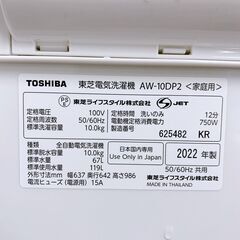 TOSHIBA 東芝電気洗濯機 AW-10DP2 <家庭用>
定格電圧 100V
定格周波数 50/60Hz
標準洗濯容量 10.0kg
製造事業者 東芝ライフスタイル株式会社
PS E
JET
定格時間 洗いのみ 12分
電動機定格消費電力 750W
625482 KR
種類 全自動電気洗濯機
標準脱水容量 10.0kg
標準水量 67L
標準使用水量 119L
外形寸法 mm 幅637 奥行642 高さ986
電流ヒューズ (電源用) 15A
日本国内専用
Use Only in Japan
2022 年製
50/60Hz 共用
東芝ライフスタイル株式会社
MADE IN THAILAND